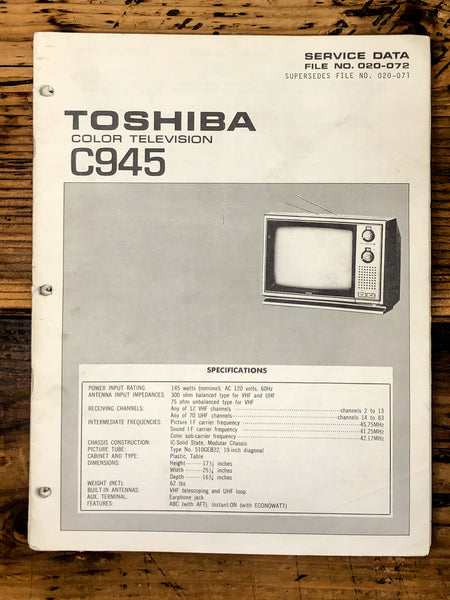 SERVICE DATA
FILE NO. 020-072
SUPERSEDES FILE NO. 020-071
TOSHIBA
COLOR TELEVISION
C945
SPECIFICATIONS
POWER INPUT RATING: 145 watts (nominal), AC 120 volts, 60Hz
ANTENNA INPUT IMPEDANCES: 300 ohm balanced type for VHF and UHF
75 ohm unbalanced type for VHF
RECEIVING CHANNELS: Any of 12 VHF channels channels 2 to 13
Any of 70 UHF channels channels 14 to 83
INTERMEDIATE FREQUENCIES: Picture I·F carrier frequency 45.75MHz
Sound I·F carrier frequency 41.25MHz
Color sub-carrier frequency 42.17MHz
CHASSIS CONSTRUCTION: IC-Solid State, Modular Chassis
PICTURE TUBE: Type No. 510GEB22, 19-inch diagonal
CABINET AND TYPE: Plastic, Table
DIMENSIONS: Height 17½ inches
Width inches
Depth inches
WEIGHT (NET): 62 lbs
BUILT-IN ANTENNAS: VHF telescoping and UHF loop
AUX. TERMINAL: Earphone jack
FEATURES: ABC (with AFT), Instant-ON (with ECONOWATT)